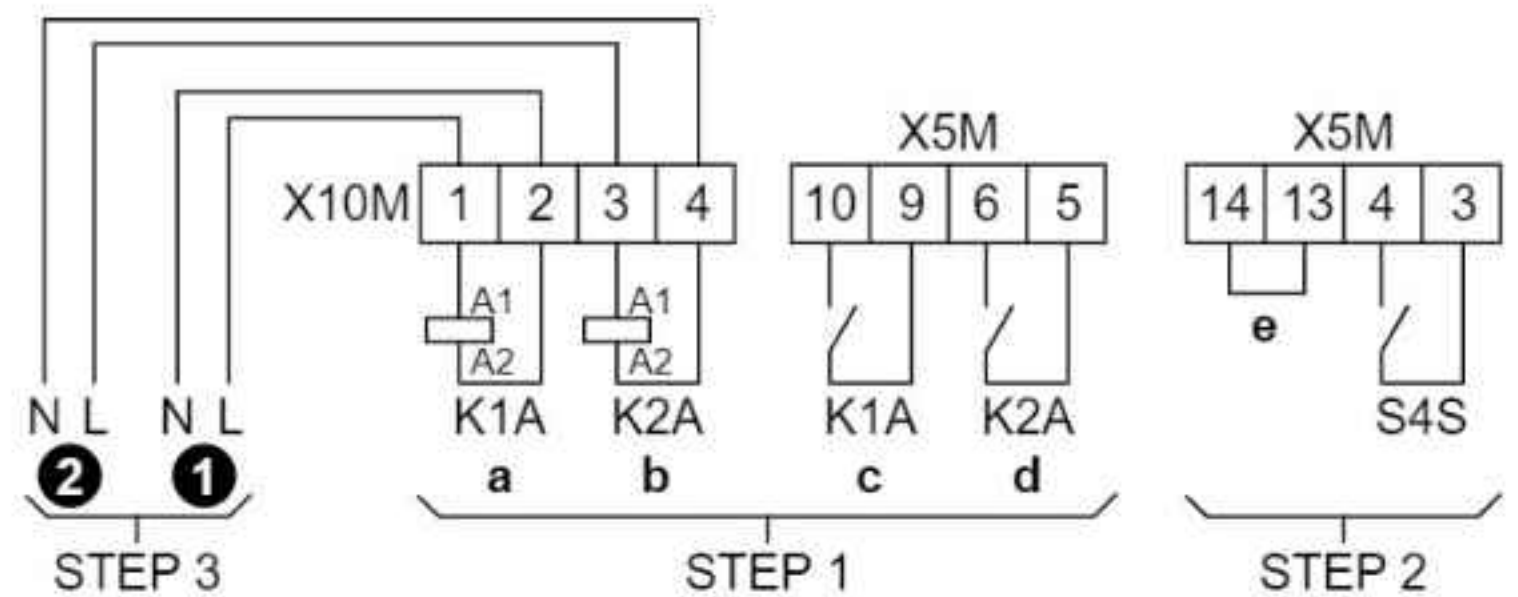 X5M X5M
X10M 1 2 3 4 10 9 6 5 14 13 4 3
A1 A1
e
A2 A2
N L N L K1A K2A K1A K2A S4S
2 1 a b c d
STEP 3 STEP 1 STEP 2